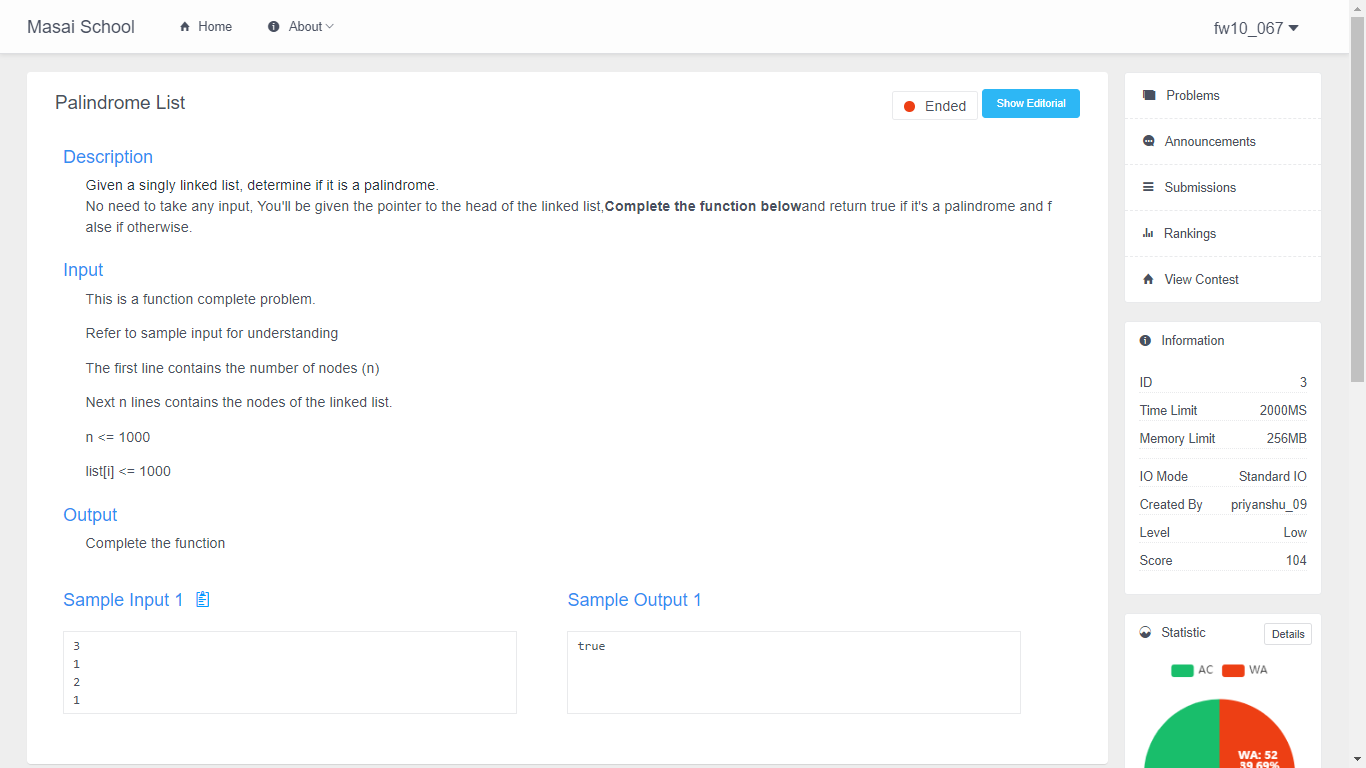 Masai School
Home
About
fw10_067
Palindrome List
Ended
Show Editorial
Description
Given a singly linked list, determine if it is a palindrome.
No need to take any input, You'll be given the pointer to the head of the linked list,Complete the function belowand return true if it's a palindrome and f
alse if otherwise.
Input
This is a function complete problem.
Refer to sample input for understanding
The first line contains the number of nodes (n)
Next n lines contains the nodes of the linked list.
n <= 1000
list[i] <= 1000
Output
Complete the function
Sample Input 1
3
1
2
1
Sample Output 1
true
Problems
Announcements
Submissions
Rankings
View Contest
Information
ID 3
Time Limit 2000MS
Memory Limit 256MB
IO Mode Standard IO
Created By priyanshu_09
Level Low
Score 104
Statistic
Details
AC WA
WA: 52
39.69%